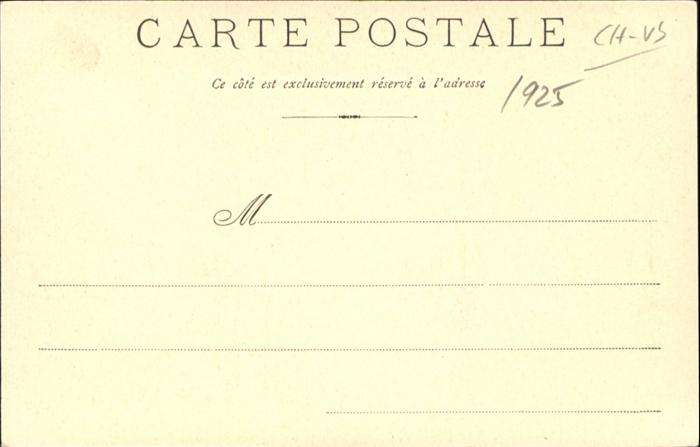 CARTE POSTALE
CH-VS
Ce côté est exclusivement réservé à l'adresse
1925
M